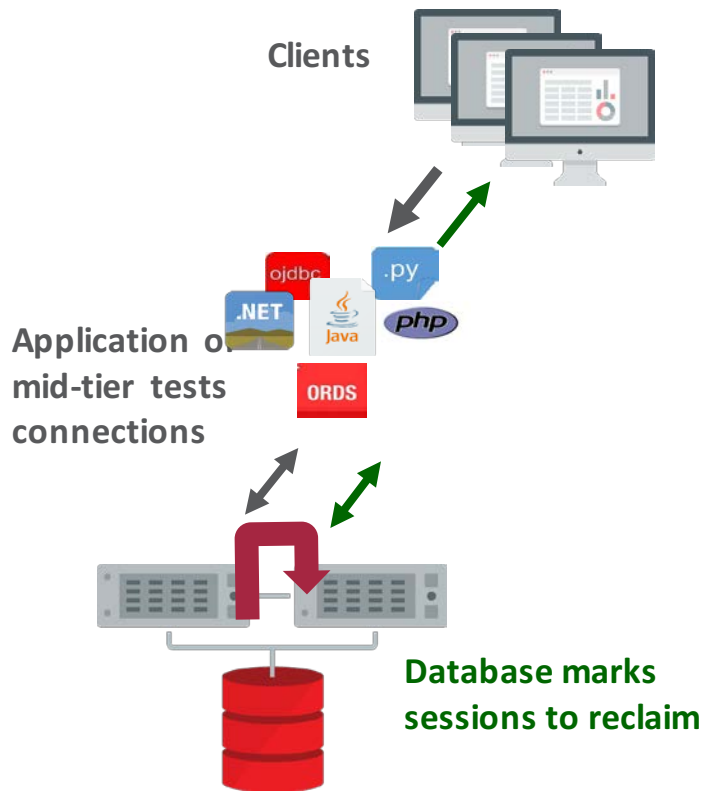 Clients
ojdbc
.py
.NET
Java
php
Application o
mid-tier tests
connections
ORDS
Database marks
sessions to reclaim